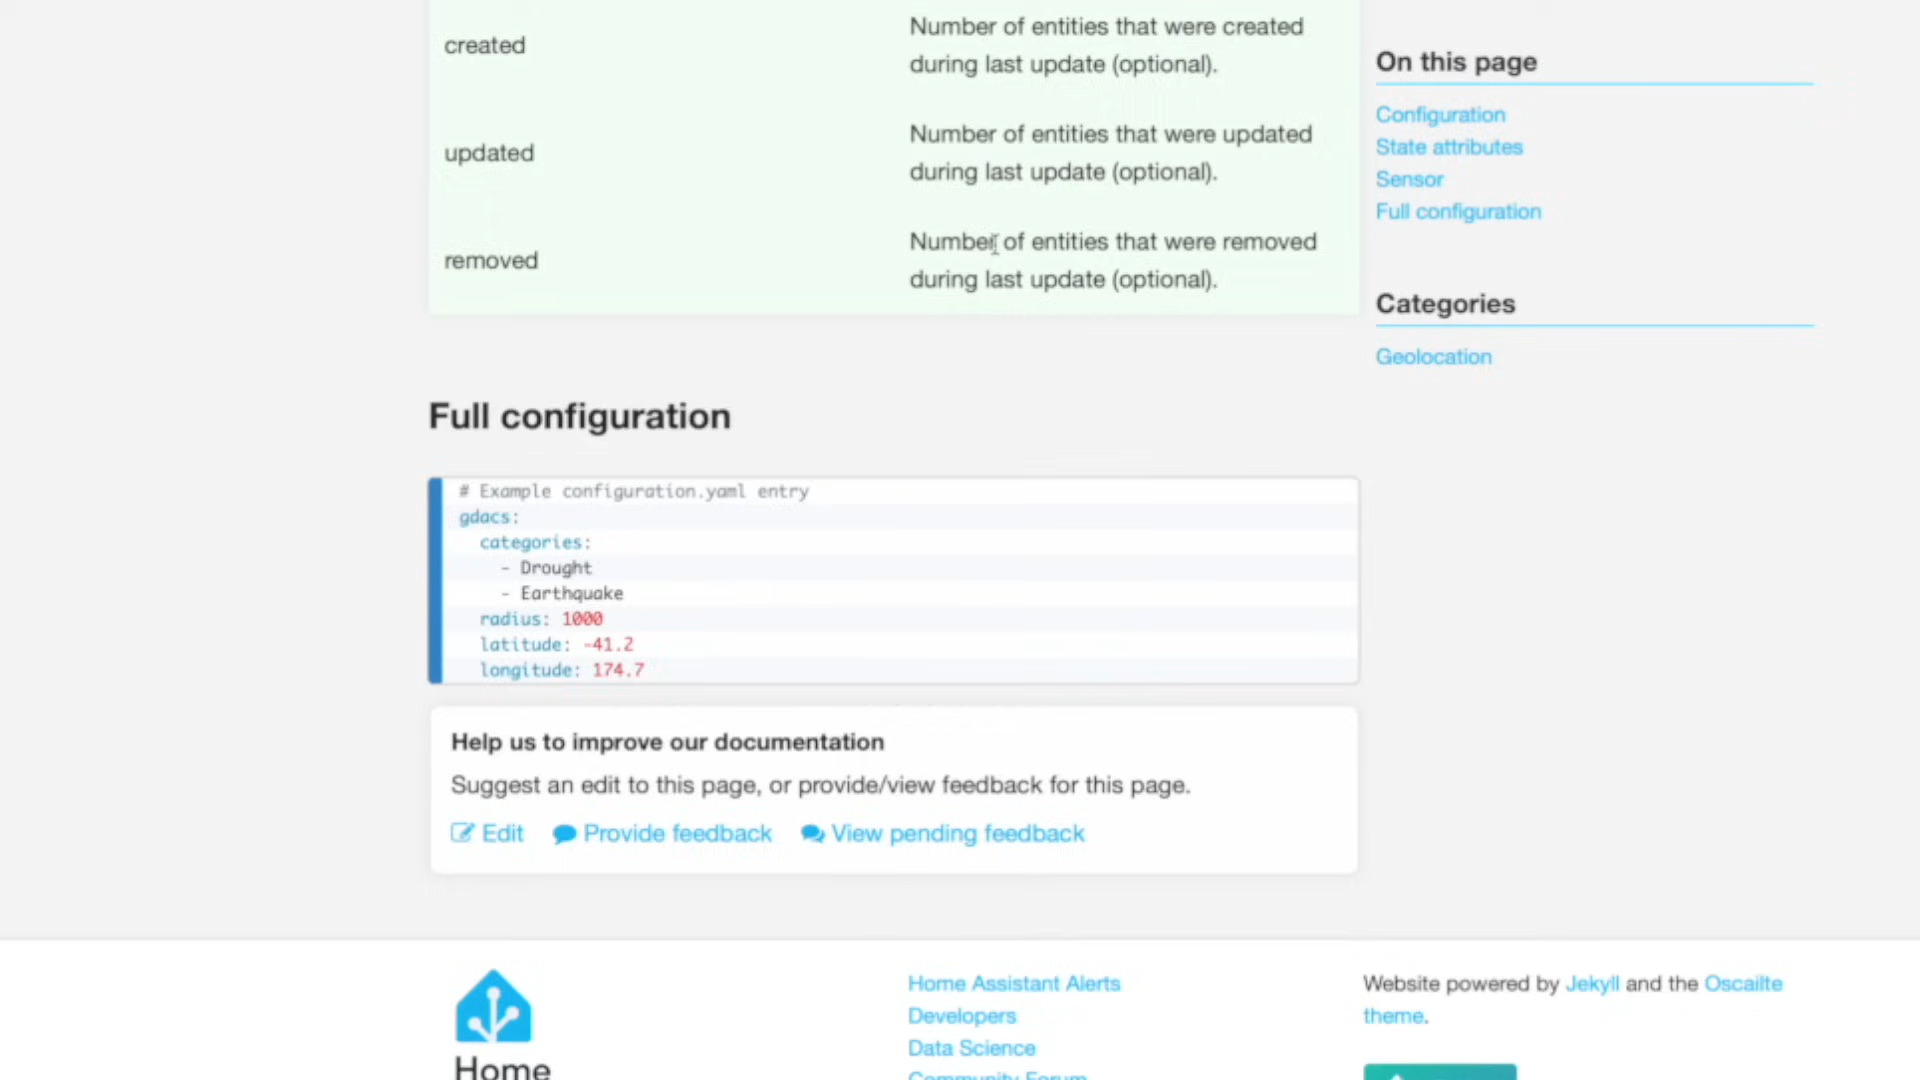 created
Number of entities that were created
during last update (optional).
updated
Number of entities that were updated
during last update (optional).
removed
Number of entities that were removed
during last update (optional).
On this page
Configuration
State attributes
Sensor
Full configuration
Categories
Geolocation
Full configuration
# Example configuration.yaml entry
gdacs:
categories:
- Drought
- Earthquake
radius: 1000
latitude: -41.2
longitude: 174.7
Help us to improve our documentation
Suggest an edit to this page, or provide/view feedback for this page.
Edit Provide feedback View pending feedback
Home
Home Assistant Alerts
Developers
Data Science
Community Forum
Website powered by Jekyll and the Oscailte
theme.